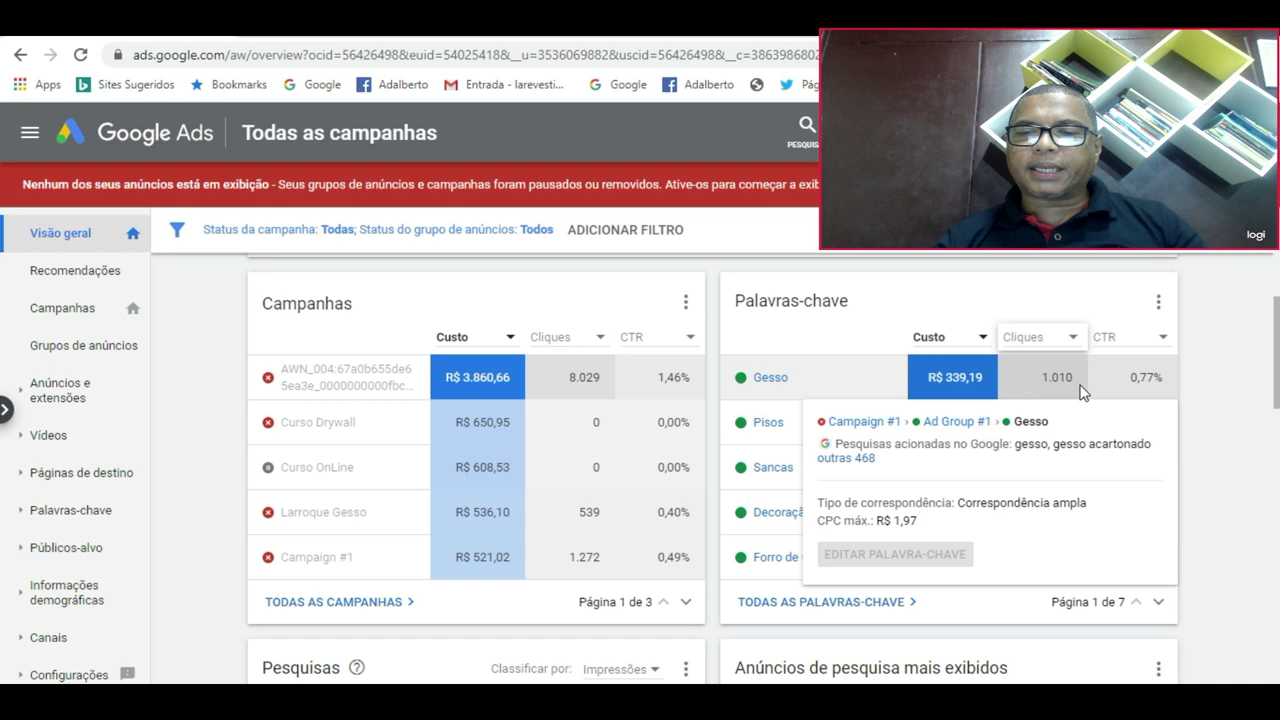 ads.google.com/aw/overview?ocid=56426498&euid=54025418&__u=3536069882&uscid=56426498&__c=386398680
Apps Sites Sugeridos Bookmarks Google Adalberto Entrada - larevesti... Google Adalberto Pág
Google Ads Todas as campanhas
PESQUIS
Nenhum dos seus anúncios está em exibição - Seus grupos de anúncios e campanhas foram pausados ou removidos. Ative-os para começar a exib
logi
Status da campanha: Todas; Status do grupo de anúncios: Todos ADICIONAR FILTRO
Visão geral
Recomendações
Campanhas
Grupos de anúncios
Anúncios e
extensões
Vídeos
Páginas de destino
Palavras-chave
Públicos-alvo
Informações
demográficas
Canais
Configurações
Campanhas
Custo Cliques CTR
AWN_004:67a0b655de6
5ea3e_0000000000fbc... R$ 3.860,66 8.029 1,46%
Curso Drywall R$ 650,95 0 0,00%
Curso OnLine R$ 608,53 0 0,00%
Larroque Gesso R$ 536,10 539 0,40%
Campaign #1 R$ 521,02 1.272 0,49%
TODAS AS CAMPANHAS Página 1 de 3
Palavras-chave
Custo Cliques CTR
Gesso R$ 339,19 1.010 0,77%
Pisos
Sancas
Decoraçã
Forro de
Campaign #1 › Ad Group #1 › Gesso
Pesquisas acionadas no Google: gesso, gesso acartonado
outras 468
Tipo de correspondência: Correspondência ampla
CPC máx.: R$ 1,97
EDITAR PALAVRA-CHAVE
TODAS AS PALAVRAS-CHAVE Página 1 de 7
Pesquisas Classificar por: Impressões
Anúncios de pesquisa mais exibidos